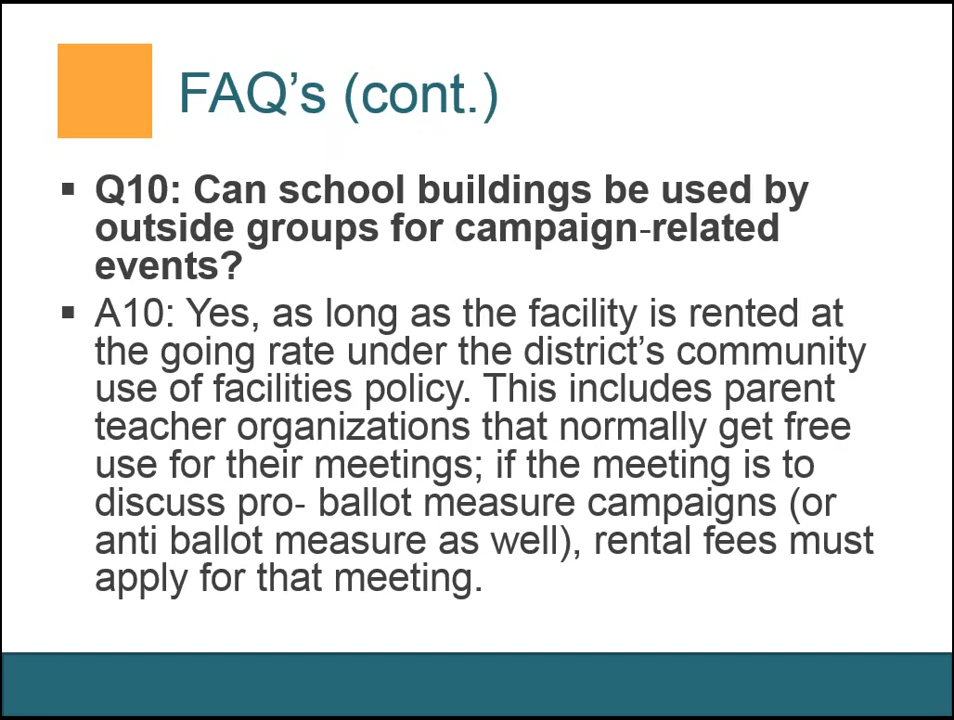 FAQ’s (cont.)
▪ Q10: Can school buildings be used by
outside groups for campaign-related
events?
▪ A10: Yes, as long as the facility is rented at
the going rate under the district’s community
use of facilities policy. This includes parent
teacher organizations that normally get free
use for their meetings; if the meeting is to
discuss pro- ballot measure campaigns (or
anti ballot measure as well), rental fees must
apply for that meeting.